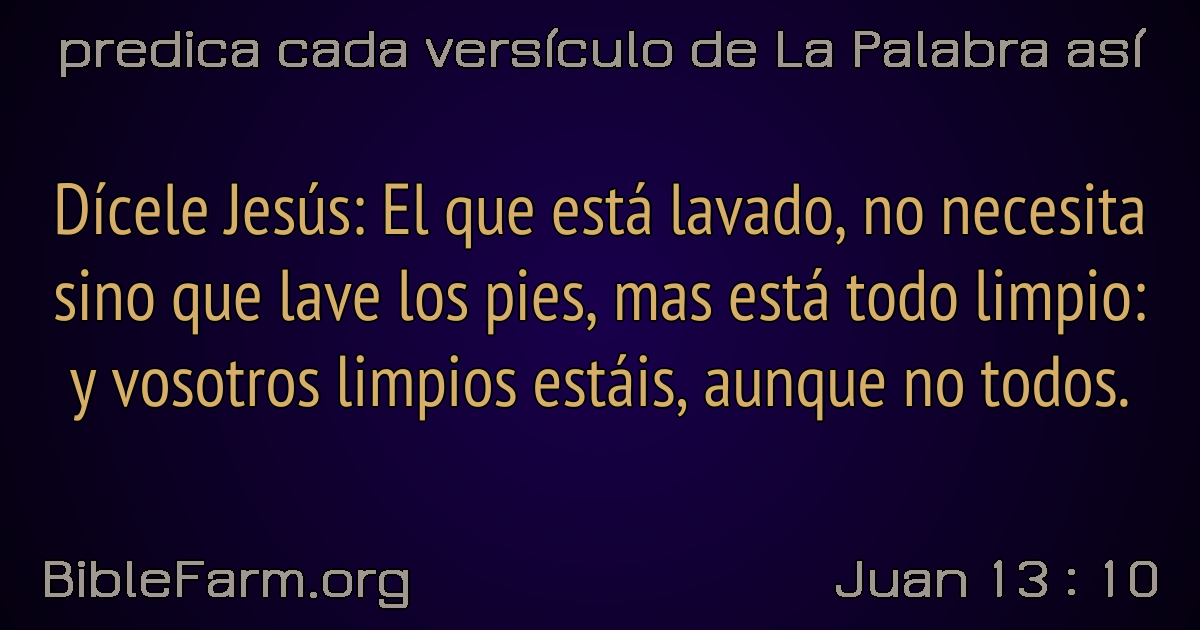 predica cada versículo de La Palabra así
Dícele Jesús: El que está lavado, no necesita
sino que lave los pies, mas está todo limpio:
y vosotros limpios estáis, aunque no todos.
BibleFarm.org
Juan 13 : 10